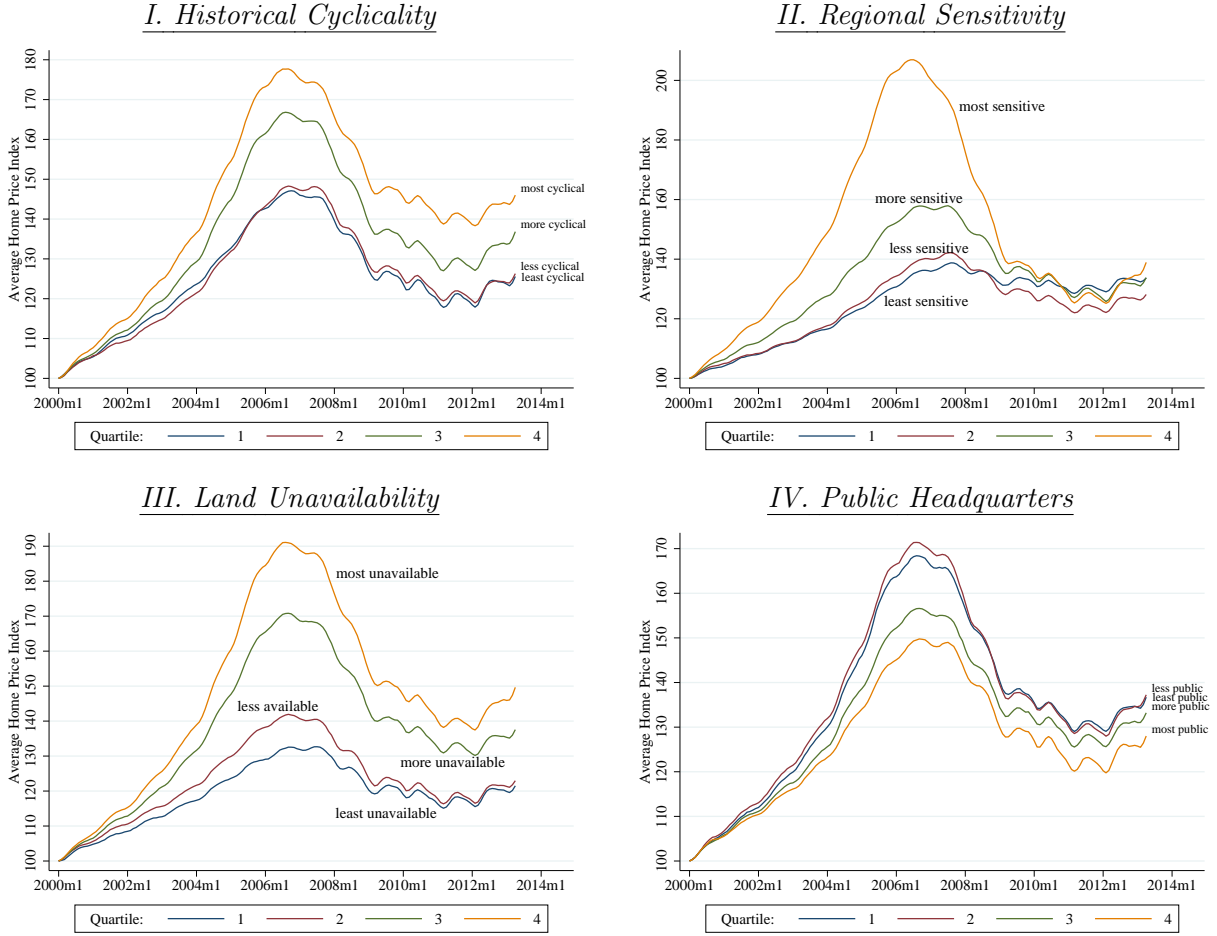 I. Historical Cyclicality
Average Home Price Index
180
170
160
150
140
130
120
110
100
most cyclical
more cyclical
less cyclical
least cyclical
2000m1 2002m1 2004m1 2006m1 2008m1 2010m1 2012m1 2014m1
Quartile: 1 2 3 4
II. Regional Sensitivity
Average Home Price Index
200
180
160
140
120
100
most sensitive
more sensitive
less sensitive
least sensitive
2000m1 2002m1 2004m1 2006m1 2008m1 2010m1 2012m1 2014m1
Quartile: 1 2 3 4
III. Land Unavailability
Average Home Price Index
190
180
170
160
150
140
130
120
110
100
most unavailable
less available
more unavailable
least unavailable
2000m1 2002m1 2004m1 2006m1 2008m1 2010m1 2012m1 2014m1
Quartile: 1 2 3 4
IV. Public Headquarters
Average Home Price Index
170
160
150
140
130
120
110
100
less public
least public
more public
most public
2000m1 2002m1 2004m1 2006m1 2008m1 2010m1 2012m1 2014m1
Quartile: 1 2 3 4